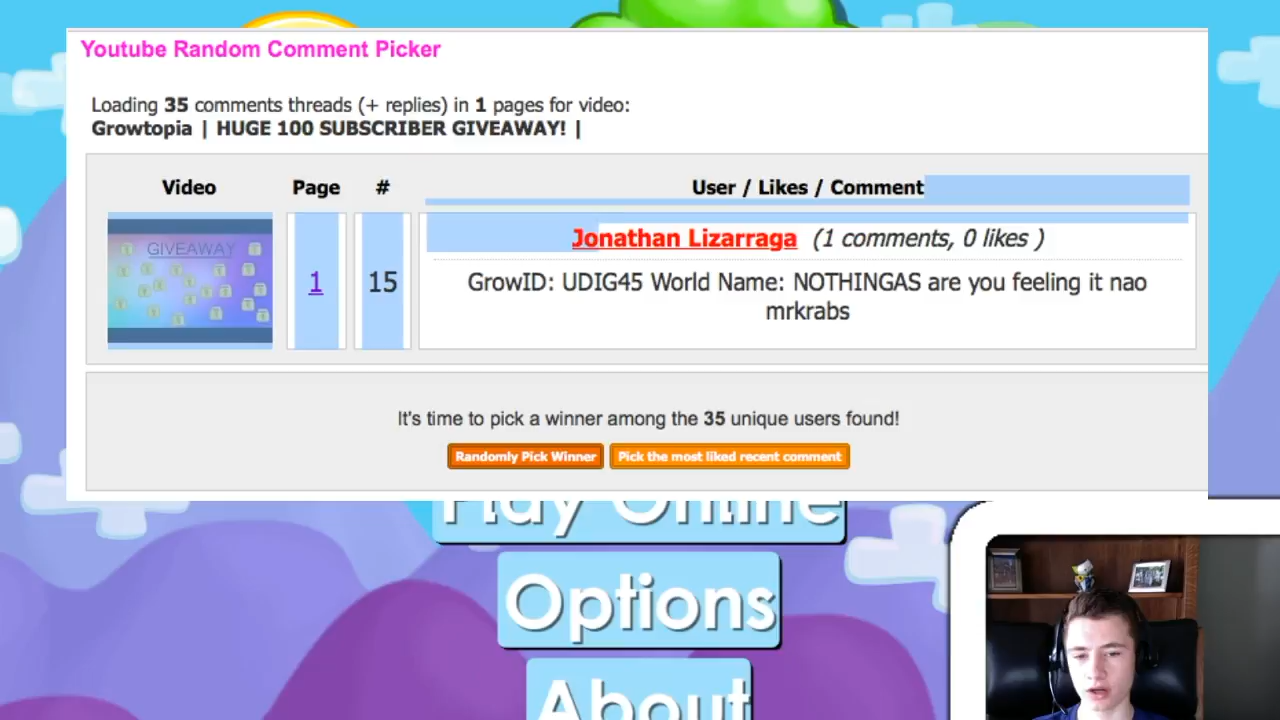 Youtube Random Comment Picker
Loading 35 comments threads (+ replies) in 1 pages for video:
Growtopia | HUGE 100 SUBSCRIBER GIVEAWAY! |
Video Page # User / Likes / Comment
GIVEAWAY
1 15 Jonathan Lizarraga (1 comments, 0 likes )
GrowID: UDIG45 World Name: NOTHINGAS are you feeling it nao
mrkrabs
It's time to pick a winner among the 35 unique users found!
Randomly Pick Winner Pick the most liked recent comment
Play Online
Options
About